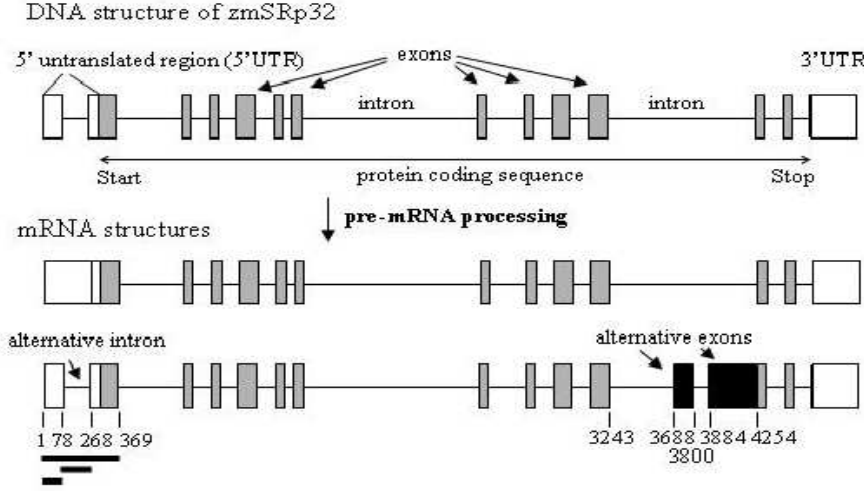 DNA structure of zmSRp32
5' untranslated region (5'UTR) exons 3'UTR
intron intron
Start protein coding sequence Stop
pre-mRNA processing
mRNA structures
alternative intron alternative exons
1 78 268 369 3243 3688 3884 4254
3800